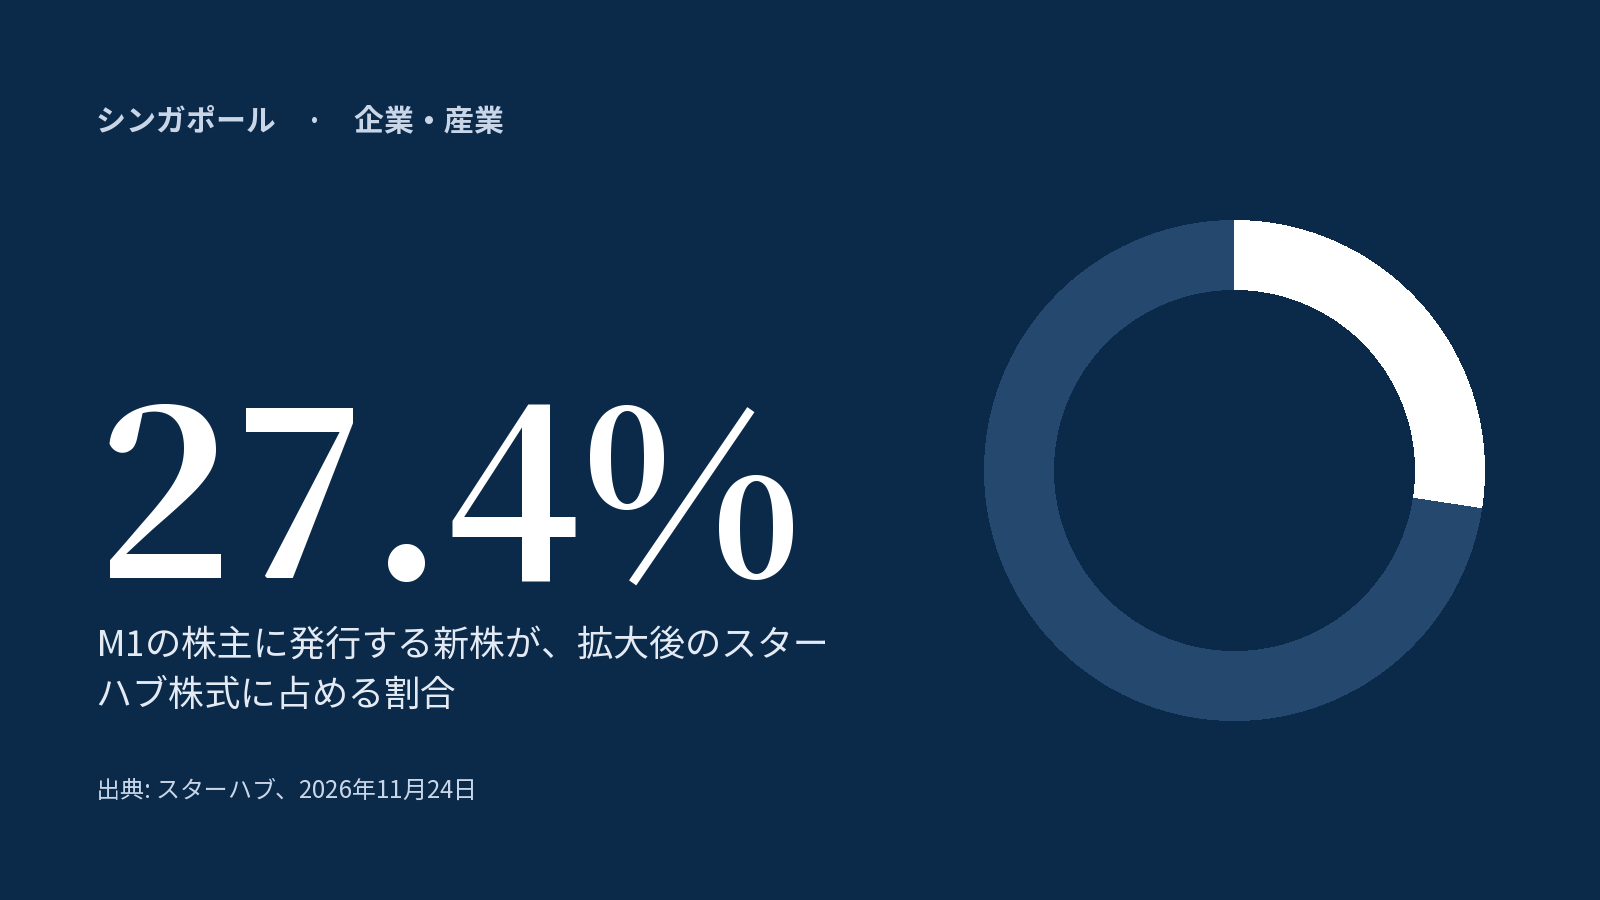 シンガポール · 企業・産業
27.4%
M1の株主に発行する新株が、拡大後のスター
ハブ株式に占める割合
出典: スターハブ、2026年11月24日